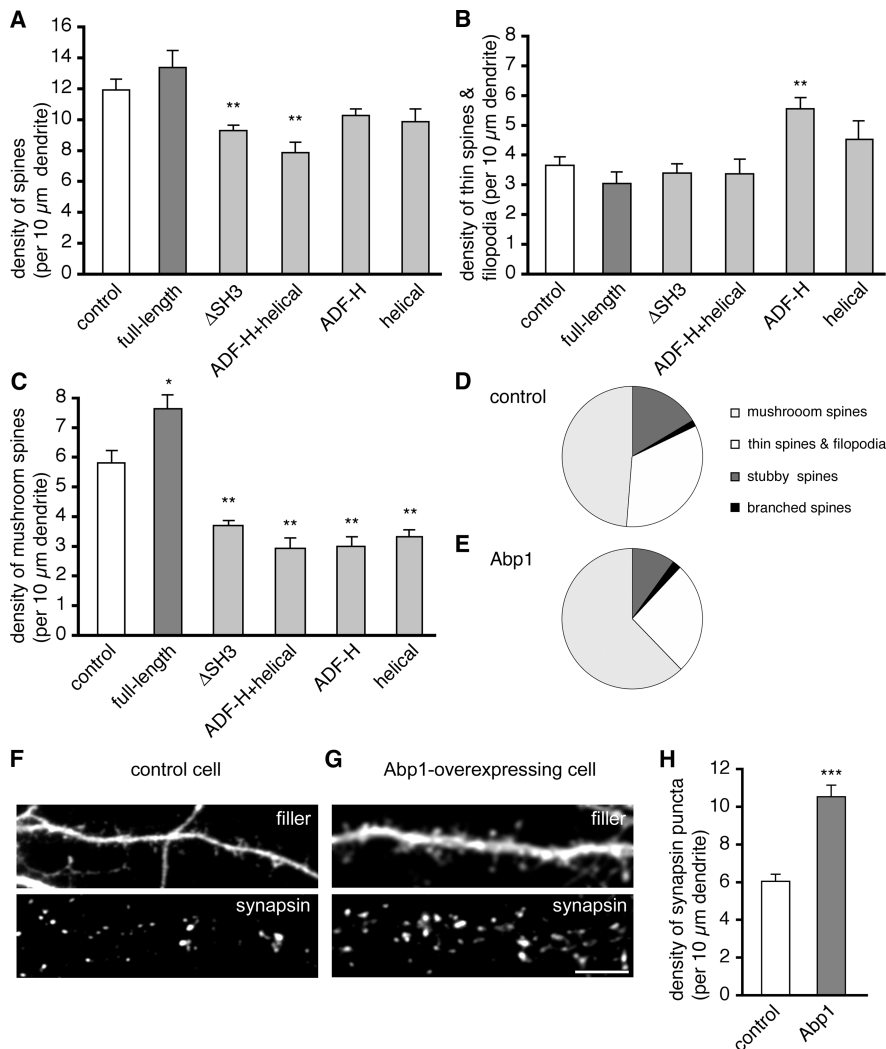 A
density of spines
(per 10 µm dendrite)
16
14
12
10
8
6
4
2
0
**
**
control
full-length
ΔSH3
ADF-H+helical
ADF-H
helical
B
density of thin spines &
filopodia (per 10 µm dendrite)
8
7
6
5
4
3
2
1
0
**
control
full-length
ΔSH3
ADF-H+helical
ADF-H
helical
C
density of mushroom spines
(per 10 µm dendrite)
8
7
6
5
4
3
2
1
0
*
**
**
**
**
control
full-length
ΔSH3
ADF-H+helical
ADF-H
helical
D
control
mushrooom spines
thin spines & filopodia
stubby spines
branched spines
E
Abp1
F
control cell
filler
synapsin
G
Abp1-overexpressing cell
filler
synapsin
H
density of synapsin puncta
(per 10 µm dendrite)
12
10
8
6
4
2
0
***
control
Abp1